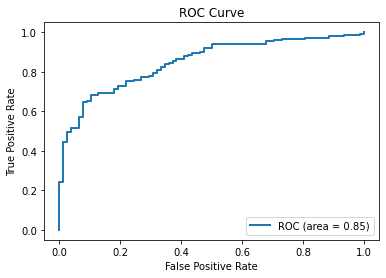 ROC Curve
1.0
0.8
0.6
0.4
0.2
0.0
True Positive Rate
ROC (area = 0.85)
0.0 0.2 0.4 0.6 0.8 1.0
False Positive Rate